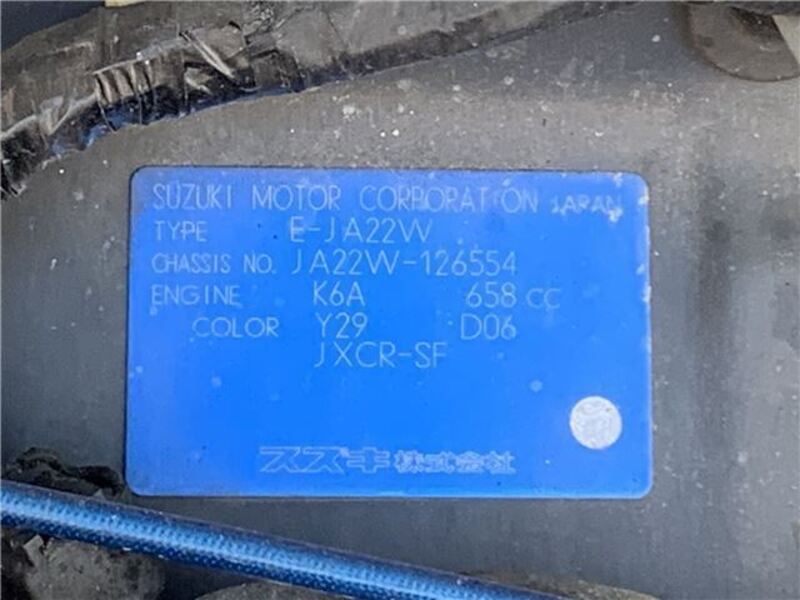 SUZUKI MOTOR CORPORATION JAPAN
TYPE E-JA22W
CHASSIS NO. JA22W-126554
ENGINE K6A 658 CC
COLOR Y29 D06
JXCR-SF
スズキ株式会社